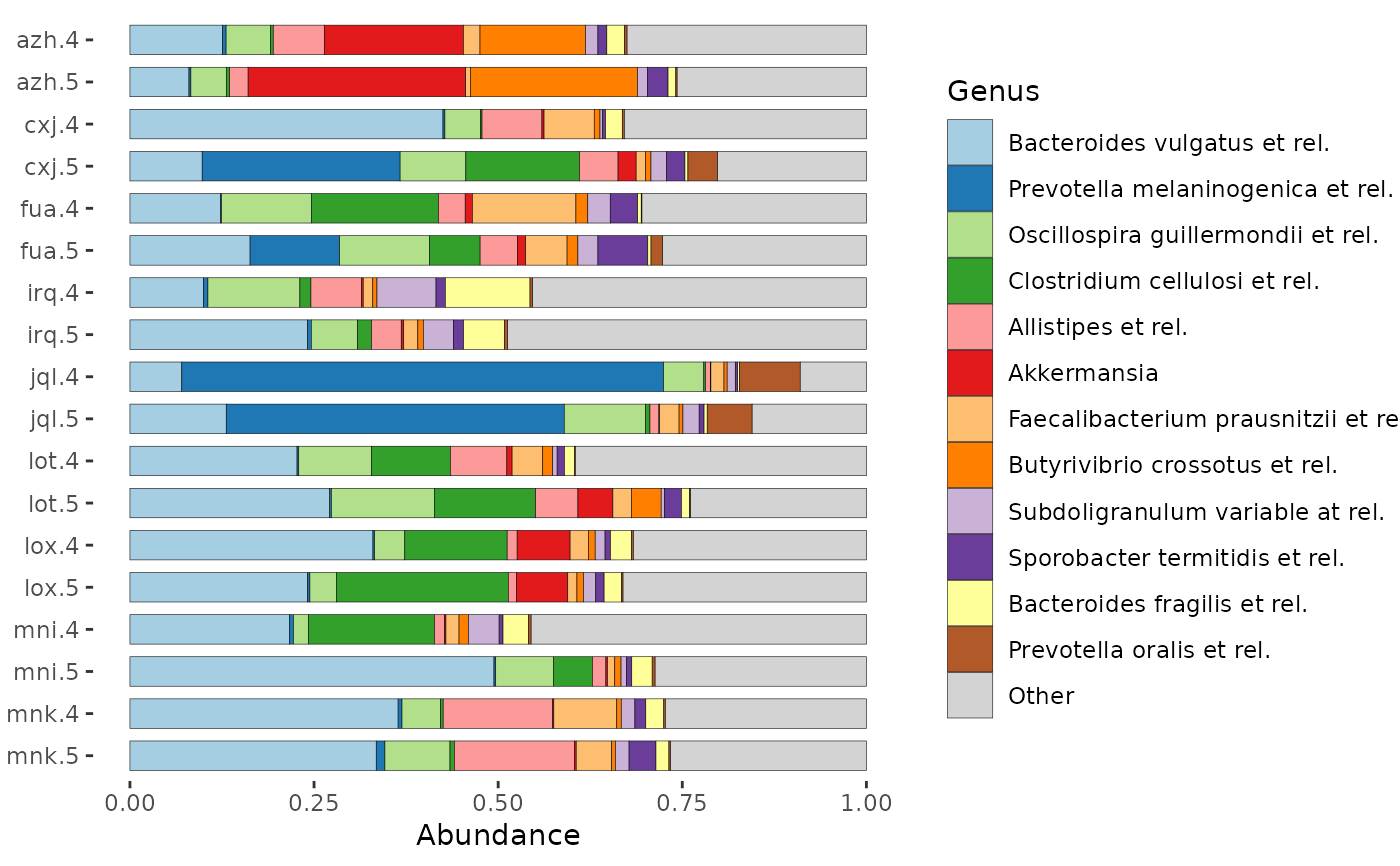 azh.4
azh.5
cxj.4
cxj.5
fua.4
fua.5
irq.4
irq.5
jql.4
jql.5
lot.4
lot.5
lox.4
lox.5
mni.4
mni.5
mnk.4
mnk.5
0.00 0.25 0.50 0.75 1.00
Abundance
Genus
Bacteroides vulgatus et rel.
Prevotella melaninogenica et rel.
Oscillospira guillermondii et rel.
Clostridium cellulosi et rel.
Allistipes et rel.
Akkermansia
Faecalibacterium prausnitzii et re
Butyrivibrio crossotus et rel.
Subdoligranulum variable at rel.
Sporobacter termitidis et rel.
Bacteroides fragilis et rel.
Prevotella oralis et rel.
Other